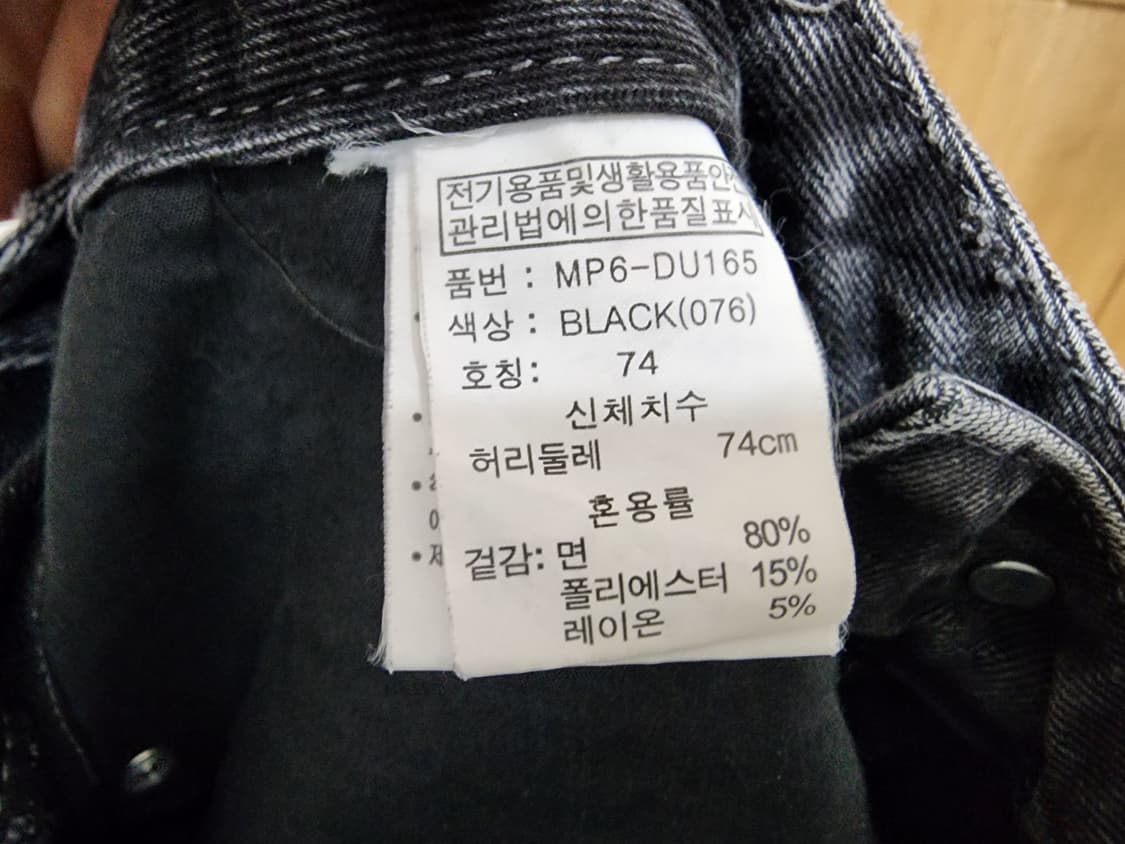 전기용품및생활용품안전
관리법에의한품질표시
품번 : MP6-DU165
색상 : BLACK(076)
호칭: 74
신체치수
허리둘레 74cm
혼용률
겉감: 면 80%
폴리에스터 15%
레이온 5%